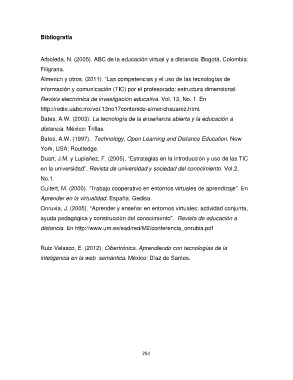 Bibliografía
Arboleda, N. (2005). ABC de la educación virtual y a distancia. Bogotá, Colombia:
Filigrana.
Almerich y otros. (2011). "Las competencias y el uso de las tecnologías de
información y comunicación (TIC) por el profesorado: estructura dimensional.
Revista electrónica de investigación educativa. Vol. 13, No. 1. En
http://redie.uabc.mx/vol13no1/contenido-almerichsuarez.html.
Bates, A.W. (2003). La tecnología de la enseñanza abierta y la educación a
distancia. México: Trillas.
Bates, A.W. (1997). Technology, Open Learning and Distance Education. New
York, USA: Routledge.
Duart, J.M. y Lupiañez, F. (2005). "Estrategias en la introducción y uso de las TIC
en la universidad". Revista de universidad y sociedad del conocimiento. Vol.2,
No.1.
Guitert, M. (2000). "Trabajo cooperativo en entornos virtuales de aprendizaje". En
Aprender en la virtualidad. España: Gedisa.
Onruvia, J. (2005). "Aprender y enseñar en entornos virtuales: actividad conjunta,
ayuda pedagógica y construcción del conocimiento". Revista de educación a
distancia. En http://www.um.es/ead/red/M2/conferencia_onrubia.pdf
Ruiz-Velasco, E. (2012). Cibertrónica. Aprendiendo con tecnologías de la
inteligencia en la web semántica. México: Díaz de Santos.
294